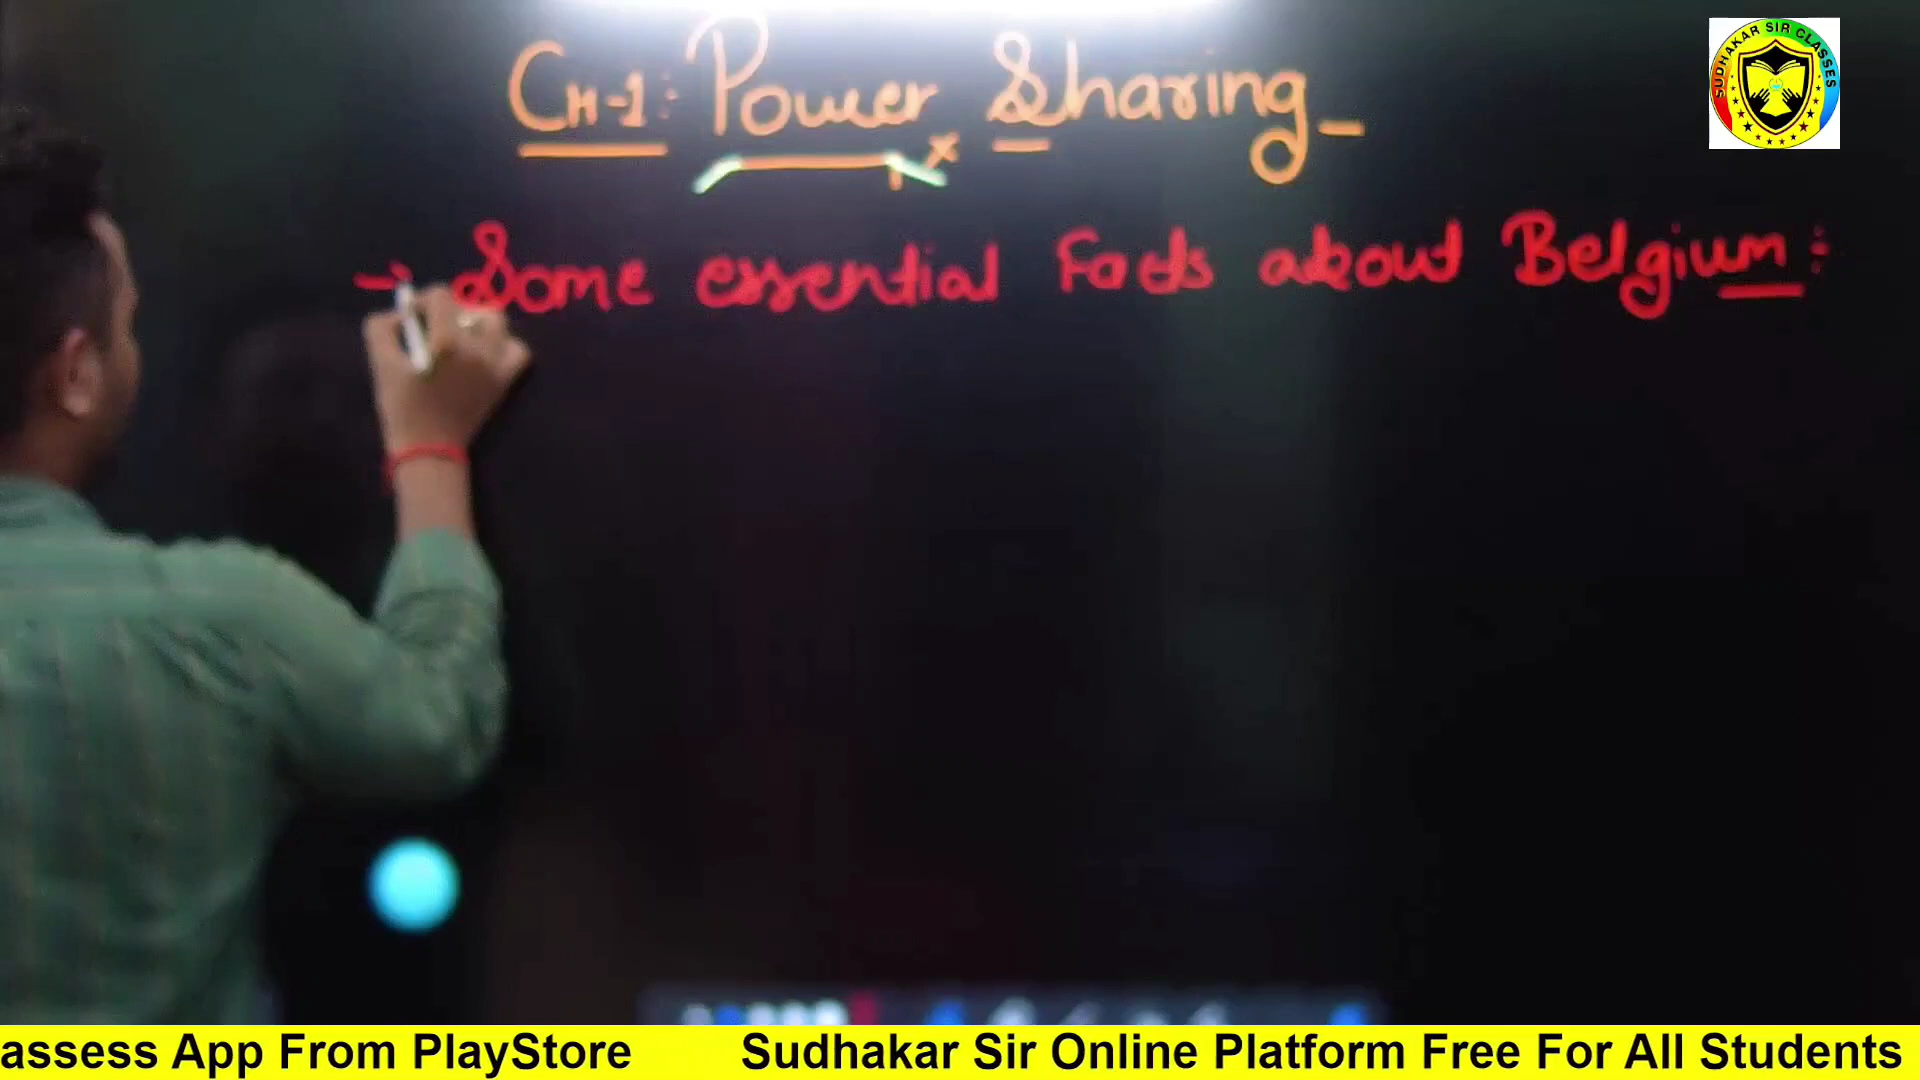 CH-1: Power Sharing_
SUDHAKAR SIR CLASSES
→ Some essential Facts about Belgium:
assess App From PlayStore Sudhakar Sir Online Platform Free For All Students